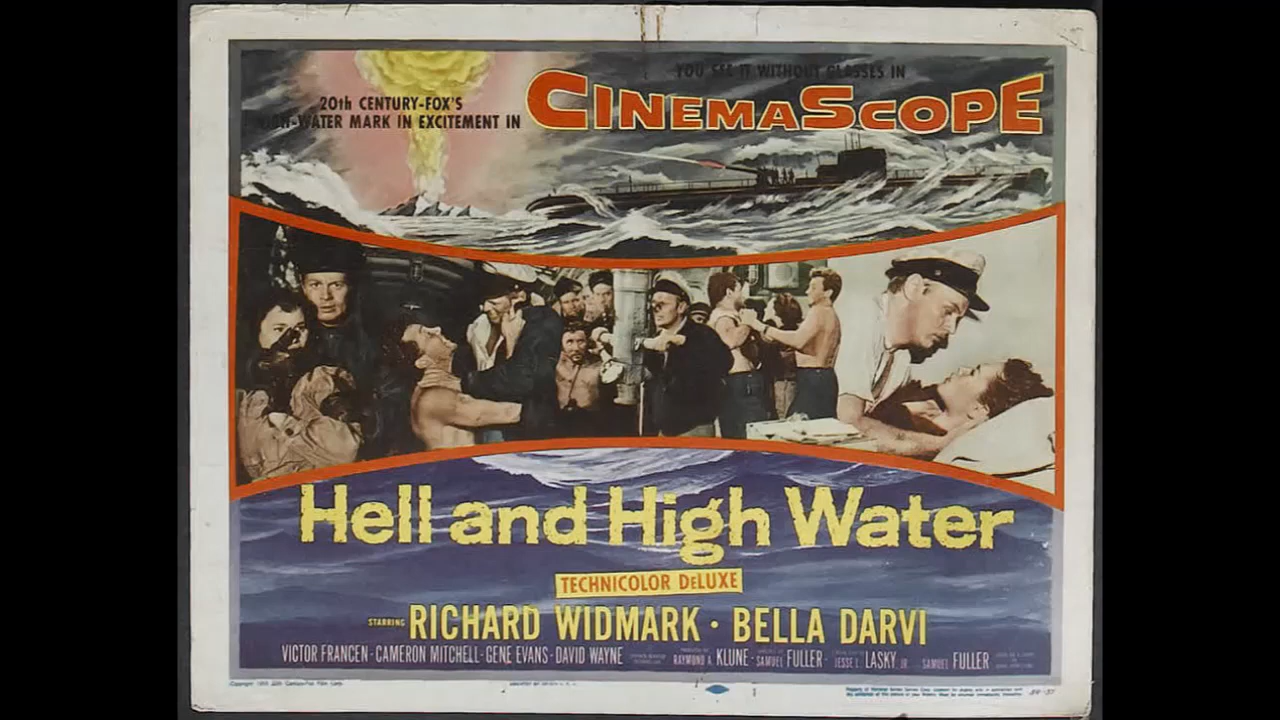 YOU SEE IT WITHOUT GLASSES IN
CINEMASCOPE
20th CENTURY-FOX'S
HIGH-WATER MARK IN EXCITEMENT IN
Hell and High Water
TECHNICOLOR DELUXE
STARRING RICHARD WIDMARK · BELLA DARVI
VICTOR FRANCEN · CAMERON MITCHELL · GENE EVANS · DAVID WAYNE
RAYMOND A. KLUNE · SAMUEL FULLER · JESSE L. LASKY, JR. SAMUEL FULLER